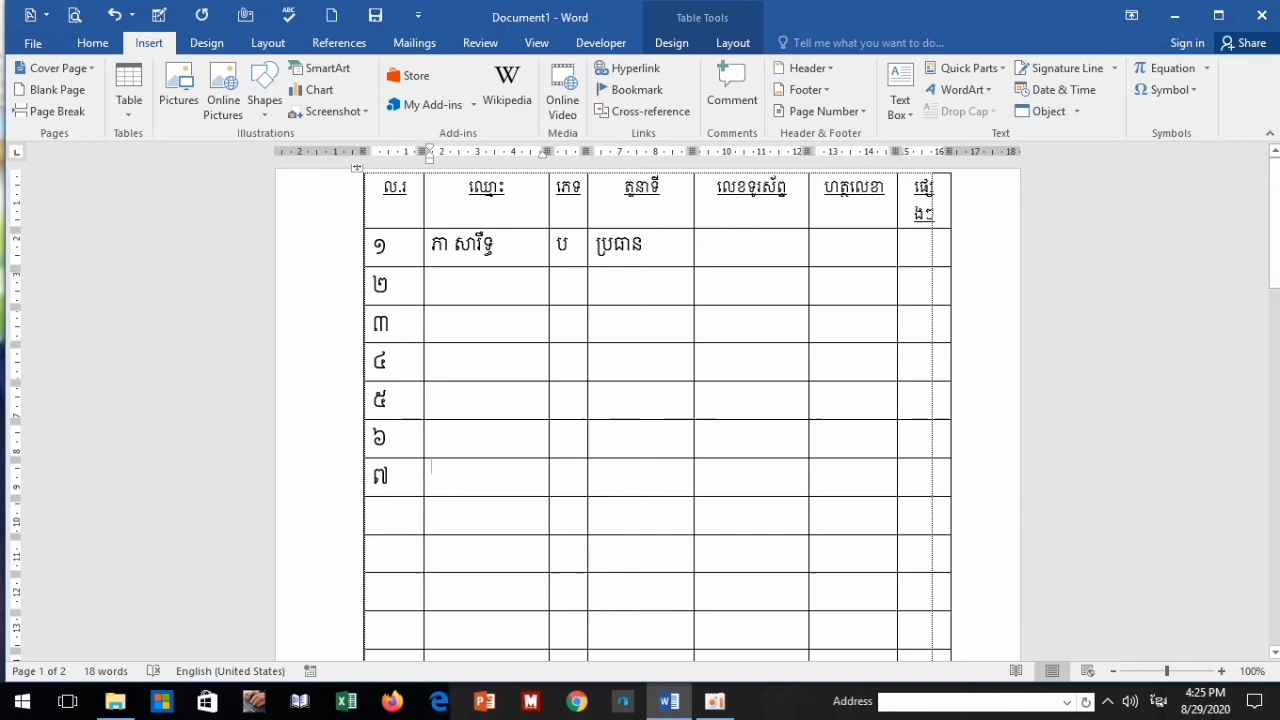 Document1 - Word
Table Tools
File Home Insert Design Layout References Mailings Review View Developer Design Layout Tell me what you want to do... Sign in Share
Cover Page
Blank Page
Page Break
Pages
Table
Tables
Pictures
Online Pictures
Shapes
SmartArt
Chart
Screenshot
Illustrations
Store
My Add-ins
Wikipedia
Add-ins
Online Video
Media
Hyperlink
Bookmark
Cross-reference
Links
Comment
Comments
Header
Footer
Page Number
Header & Footer
Text Box
Quick Parts
WordArt
Drop Cap
Signature Line
Date & Time
Object
Text
Equation
Symbol
Symbols
ល.រ ឈ្មោះ ភេទ តួនាទី លេខទូរស័ព្ទ ហត្ថលេខា ផ្សេងៗ
១ ភា សារឹទ្ធ ប ប្រធាន
២
៣
៤
៥
៦
៧
Page 1 of 2 18 words English (United States) 100%
Address
4:25 PM
8/29/2020